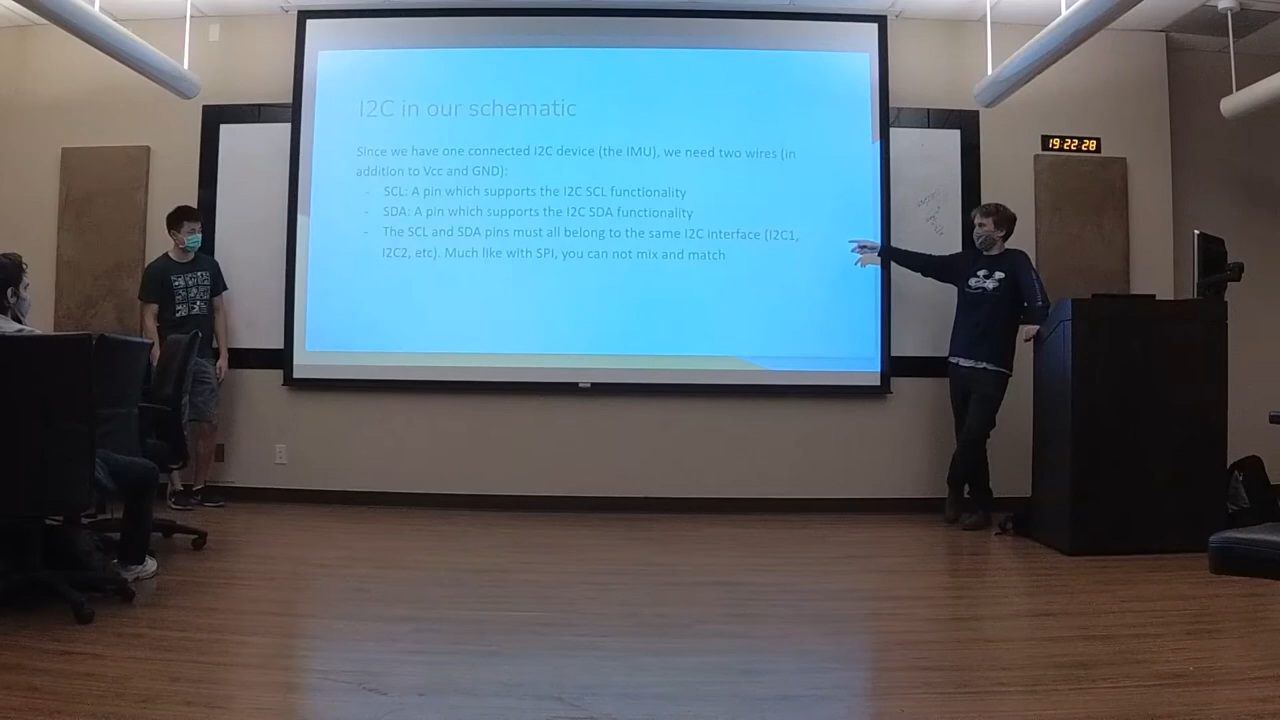 I2C in our schematic
Since we have one connected I2C device (the IMU), we need two wires (in
addition to Vcc and GND):
- SCL: A pin which supports the I2C SCL functionality
- SDA: A pin which supports the I2C SDA functionality
- The SCL and SDA pins must all belong to the same I2C interface (I2C1,
I2C2, etc). Much like with SPI, you can not mix and match
19:22:28